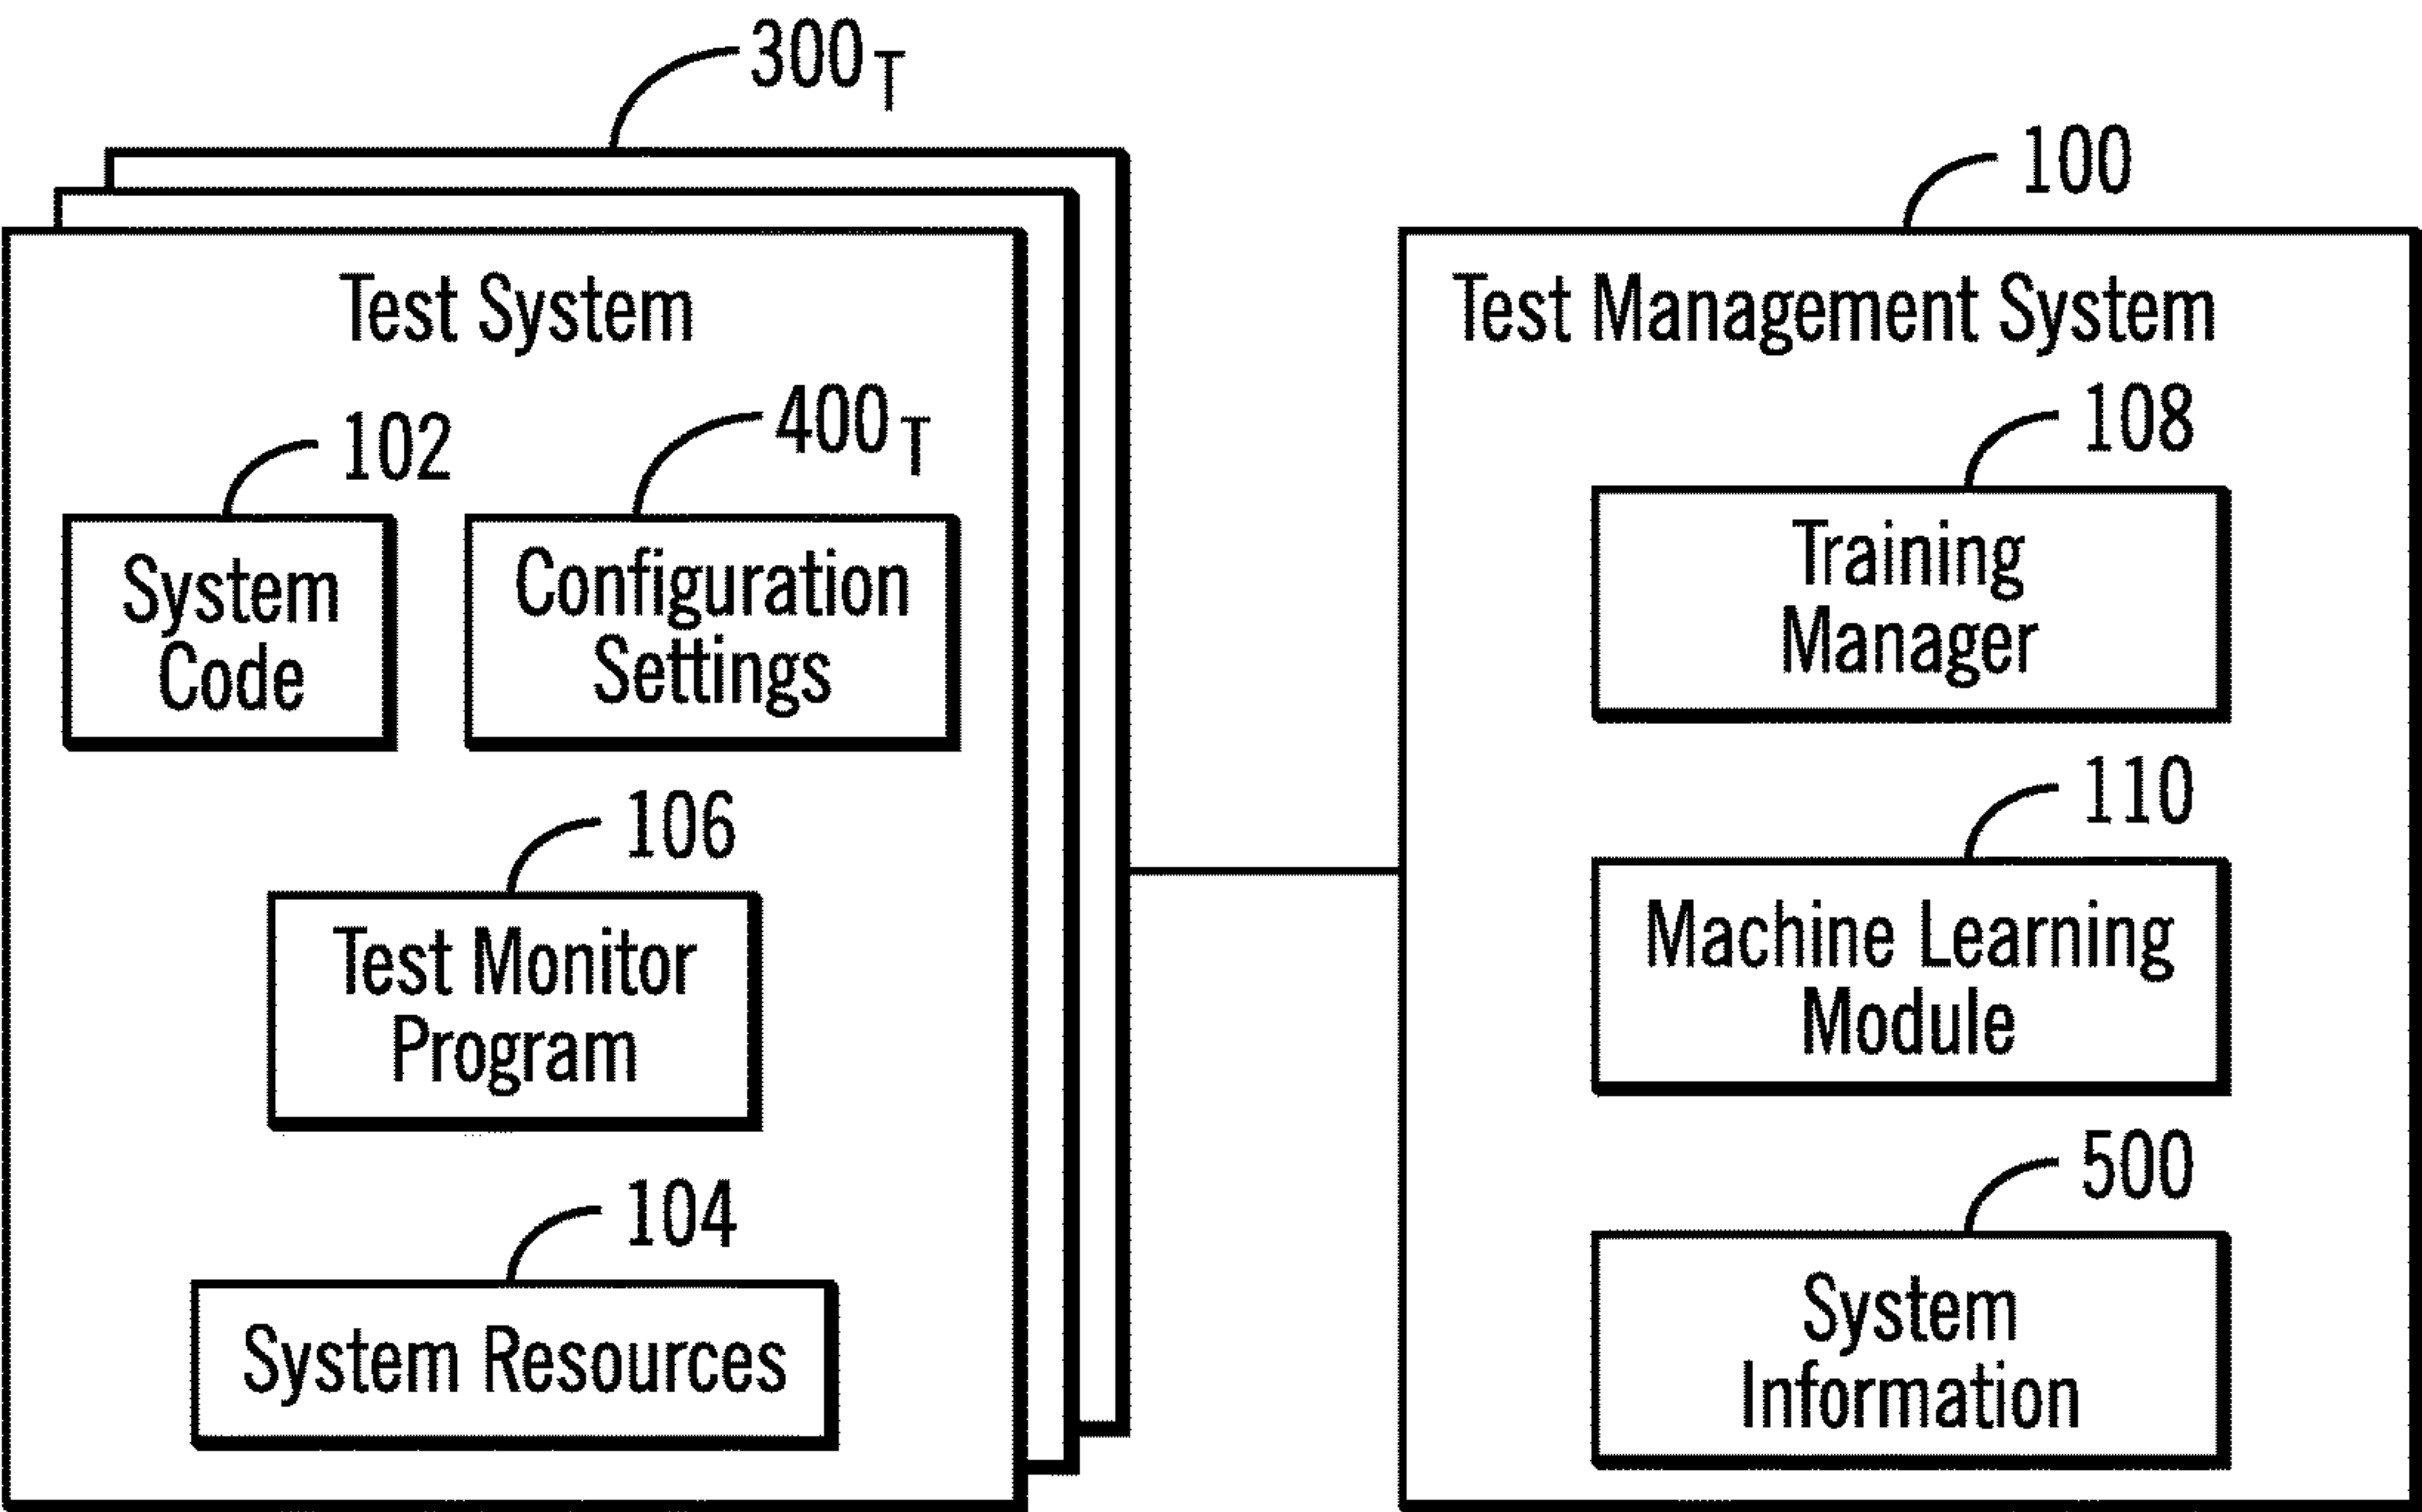 300T
Test System
102
System
Code
400T
Configuration
Settings
106
Test Monitor
Program
104
System Resources
100
Test Management System
108
Training
Manager
110
Machine Learning
Module
500
System
Information